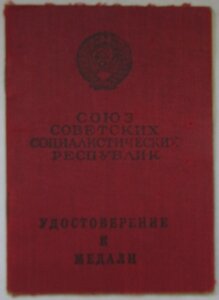 СОЮЗ
СОВЕТСКИХ
СОЦИАЛИСТИЧЕСКИХ
РЕСПУБЛИК
УДОСТОВЕРЕНИЕ
К
МЕДАЛИ